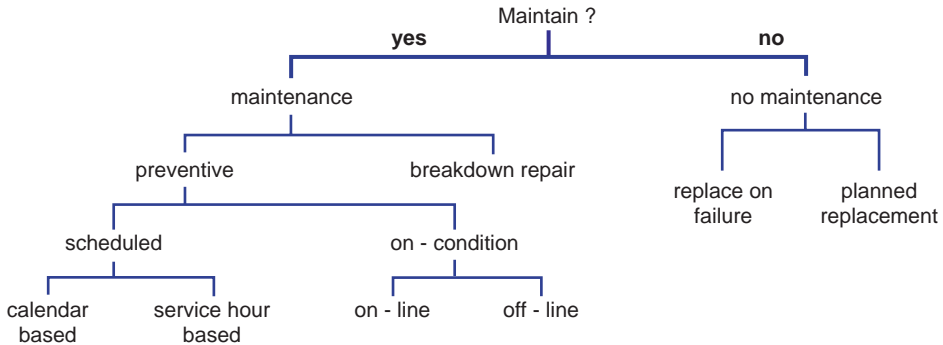 Maintain ?
yes
no
maintenance
no maintenance
preventive
breakdown repair
replace on
failure
planned
replacement
scheduled
on - condition
calendar
based
service hour
based
on - line
off - line